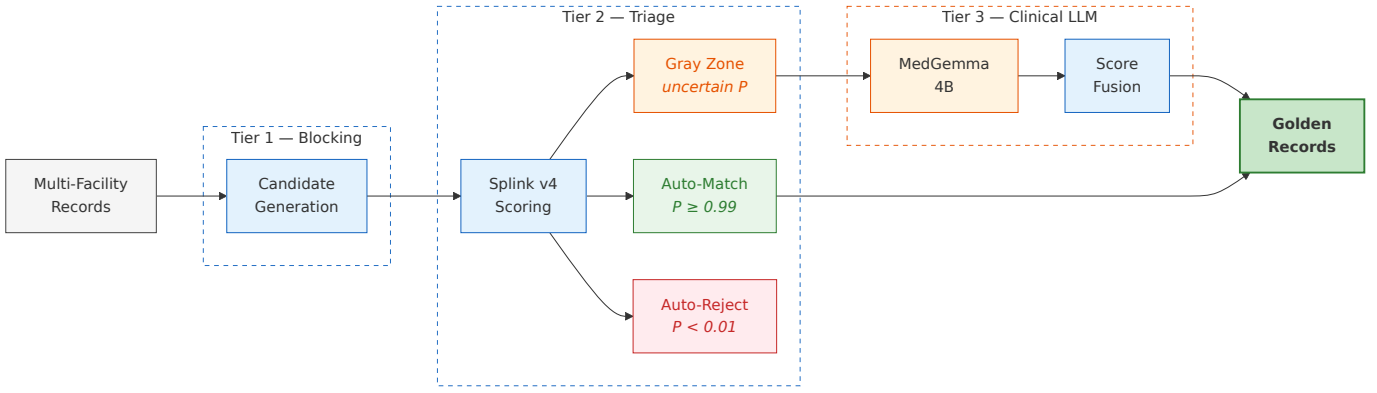 Multi-Facility
Records
Tier 1 — Blocking
Candidate
Generation
Tier 2 — Triage
Splink v4
Scoring
Gray Zone
uncertain P
Auto-Match
P ≥ 0.99
Auto-Reject
P < 0.01
Tier 3 — Clinical LLM
MedGemma
4B
Score
Fusion
Golden
Records